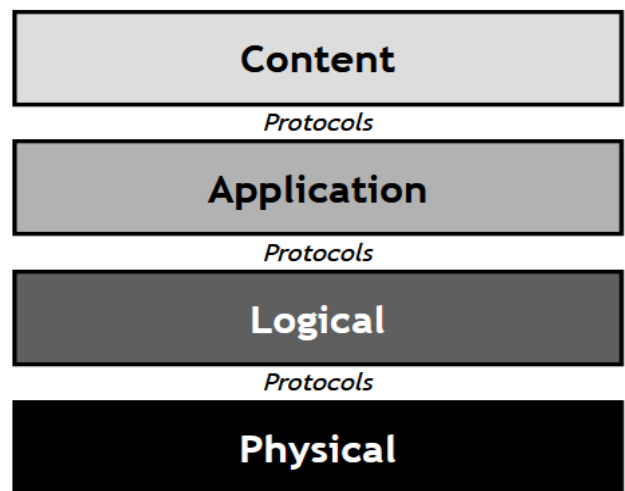 Content
Protocols
Application
Protocols
Logical
Protocols
Physical